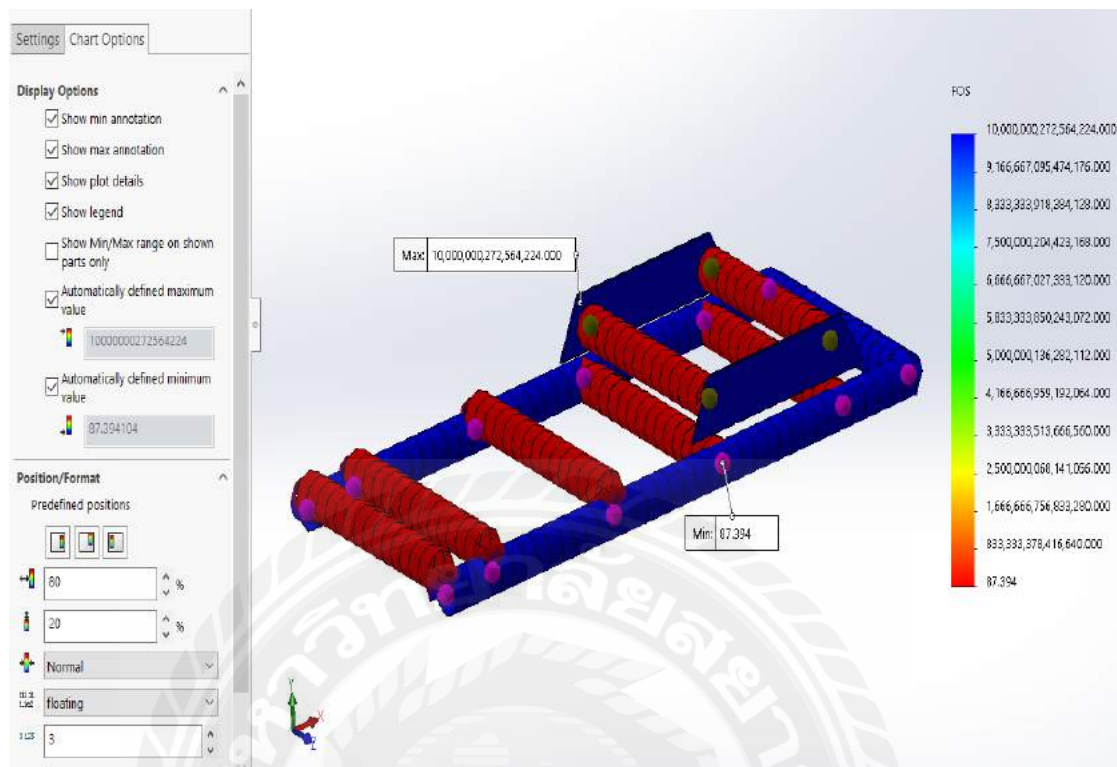 Settings
Chart Options
Display Options
Show min annotation
Show max annotation
Show plot details
Show legend
Show Min/Max range on shown
parts only
Automatically defined maximum
value
10000000272564224
Automatically defined minimum
value
87.394104
Position/Format
Predefined positions
80
%
20
%
Normal
floating
3
Max: 10,000,000,272,564,224.000
Min: 87.394
FOS
10,000,000,272,564,224.000
9,166,667,095,474,176.000
8,333,333,918,384,128.000
7,500,000,204,423,168.000
6,666,667,027,333,120.000
5,833,333,850,243,072.000
5,000,000,136,282,112.000
4,166,666,959,192,064.000
3,333,333,513,666,560.000
2,500,000,068,141,056.000
1,666,666,756,833,280.000
833,333,378,416,640.000
87.394
Y
X
Z